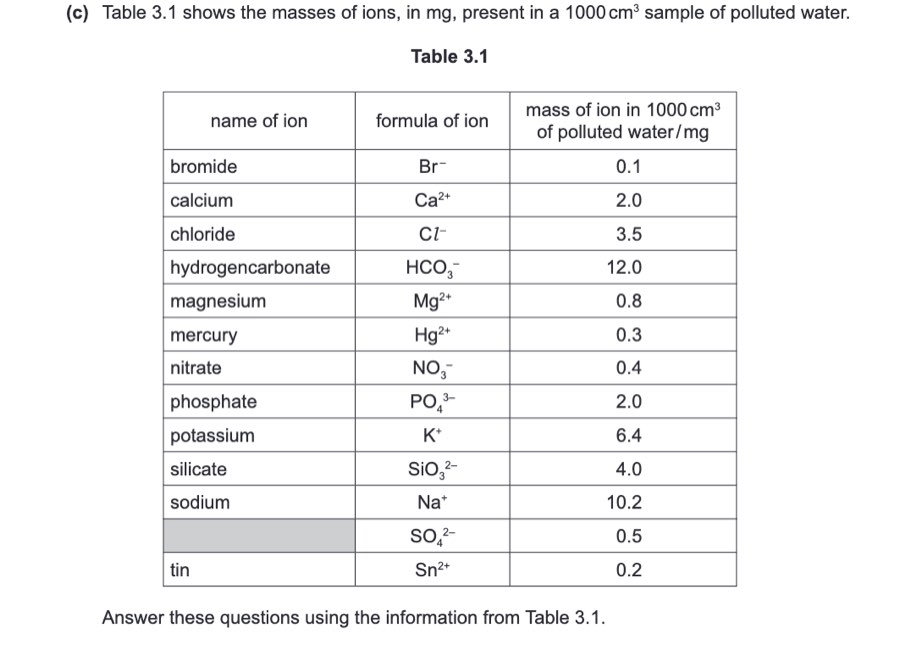 (c) Table 3.1 shows the masses of ions, in mg, present in a 1000 cm³ sample of polluted water.
Table 3.1
name of ion formula of ion mass of ion in 1000 cm³
of polluted water/mg
bromide Br⁻ 0.1
calcium Ca²⁺ 2.0
chloride Cl⁻ 3.5
hydrogencarbonate HCO₃⁻ 12.0
magnesium Mg²⁺ 0.8
mercury Hg²⁺ 0.3
nitrate NO₃⁻ 0.4
phosphate PO₄³⁻ 2.0
potassium K⁺ 6.4
silicate SiO₃²⁻ 4.0
sodium Na⁺ 10.2
SO₄²⁻ 0.5
tin Sn²⁺ 0.2
Answer these questions using the information from Table 3.1.